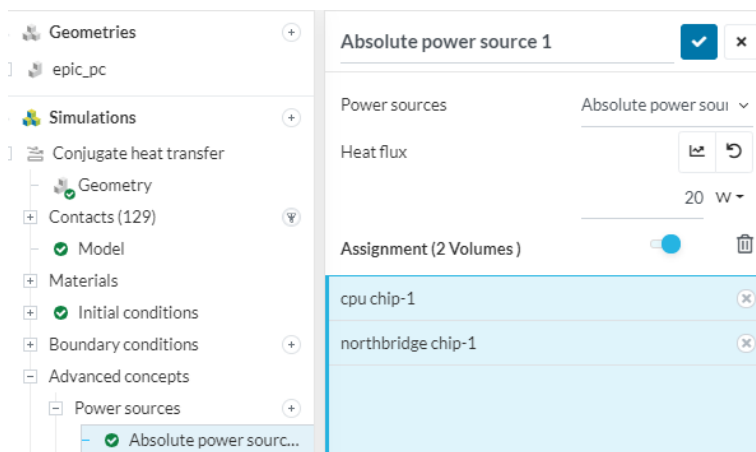 Geometries
epic_pc
Simulations
Conjugate heat transfer
Geometry
Contacts (129)
Model
Materials
Initial conditions
Boundary conditions
Advanced concepts
Power sources
Absolute power sourc...
Absolute power source 1
Power sources Absolute power sour
Heat flux
20 W
Assignment (2 Volumes )
cpu chip-1
northbridge chip-1